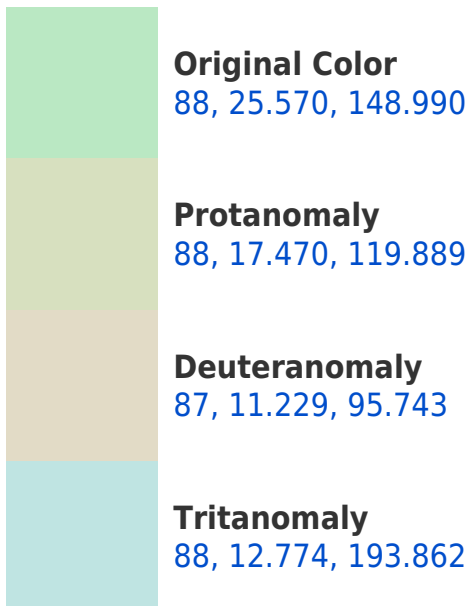 Original Color
88, 25.570, 148.990
Protanomaly
88, 17.470, 119.889
Deuteranomaly
87, 11.229, 95.743
Tritanomaly
88, 12.774, 193.862